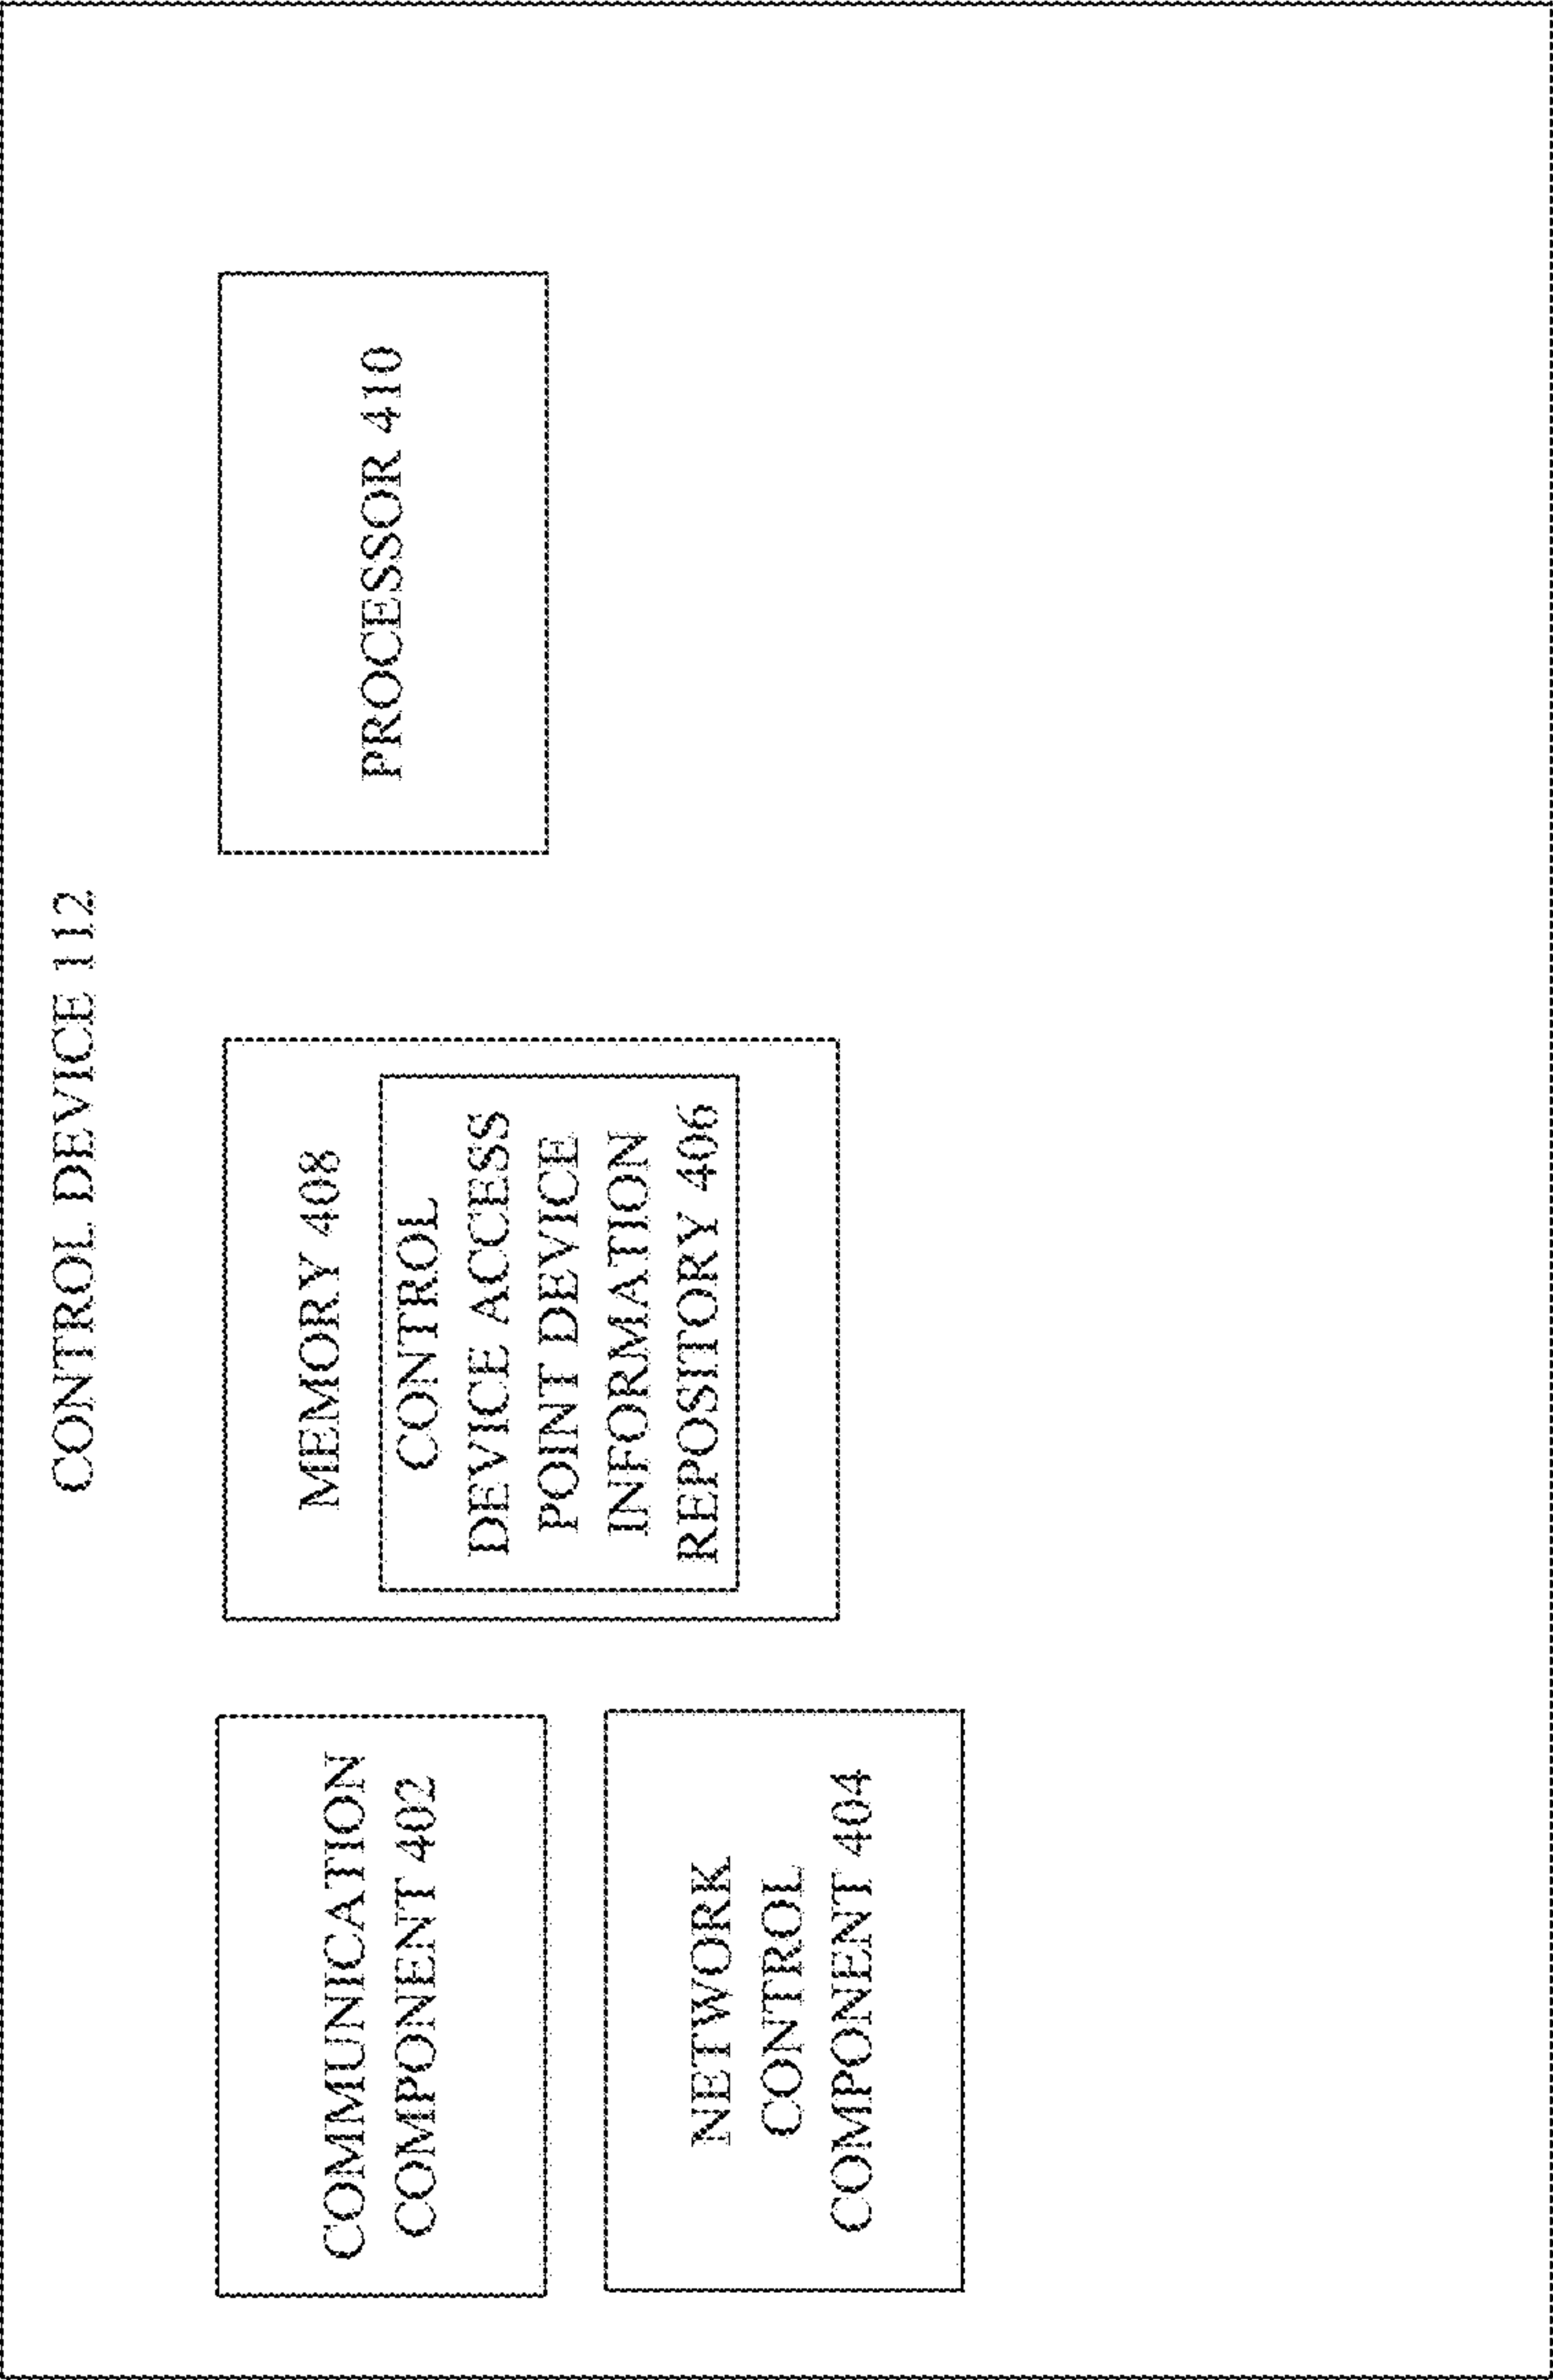 CONTROL DEVICE 112
COMMUNICATION
COMPONENT 402
NETWORK
CONTROL
COMPONENT 404
MEMORY 408
CONTROL
DEVICE ACCESS
POINT DEVICE
INFORMATION
REPOSITORY 406
PROCESSOR 410